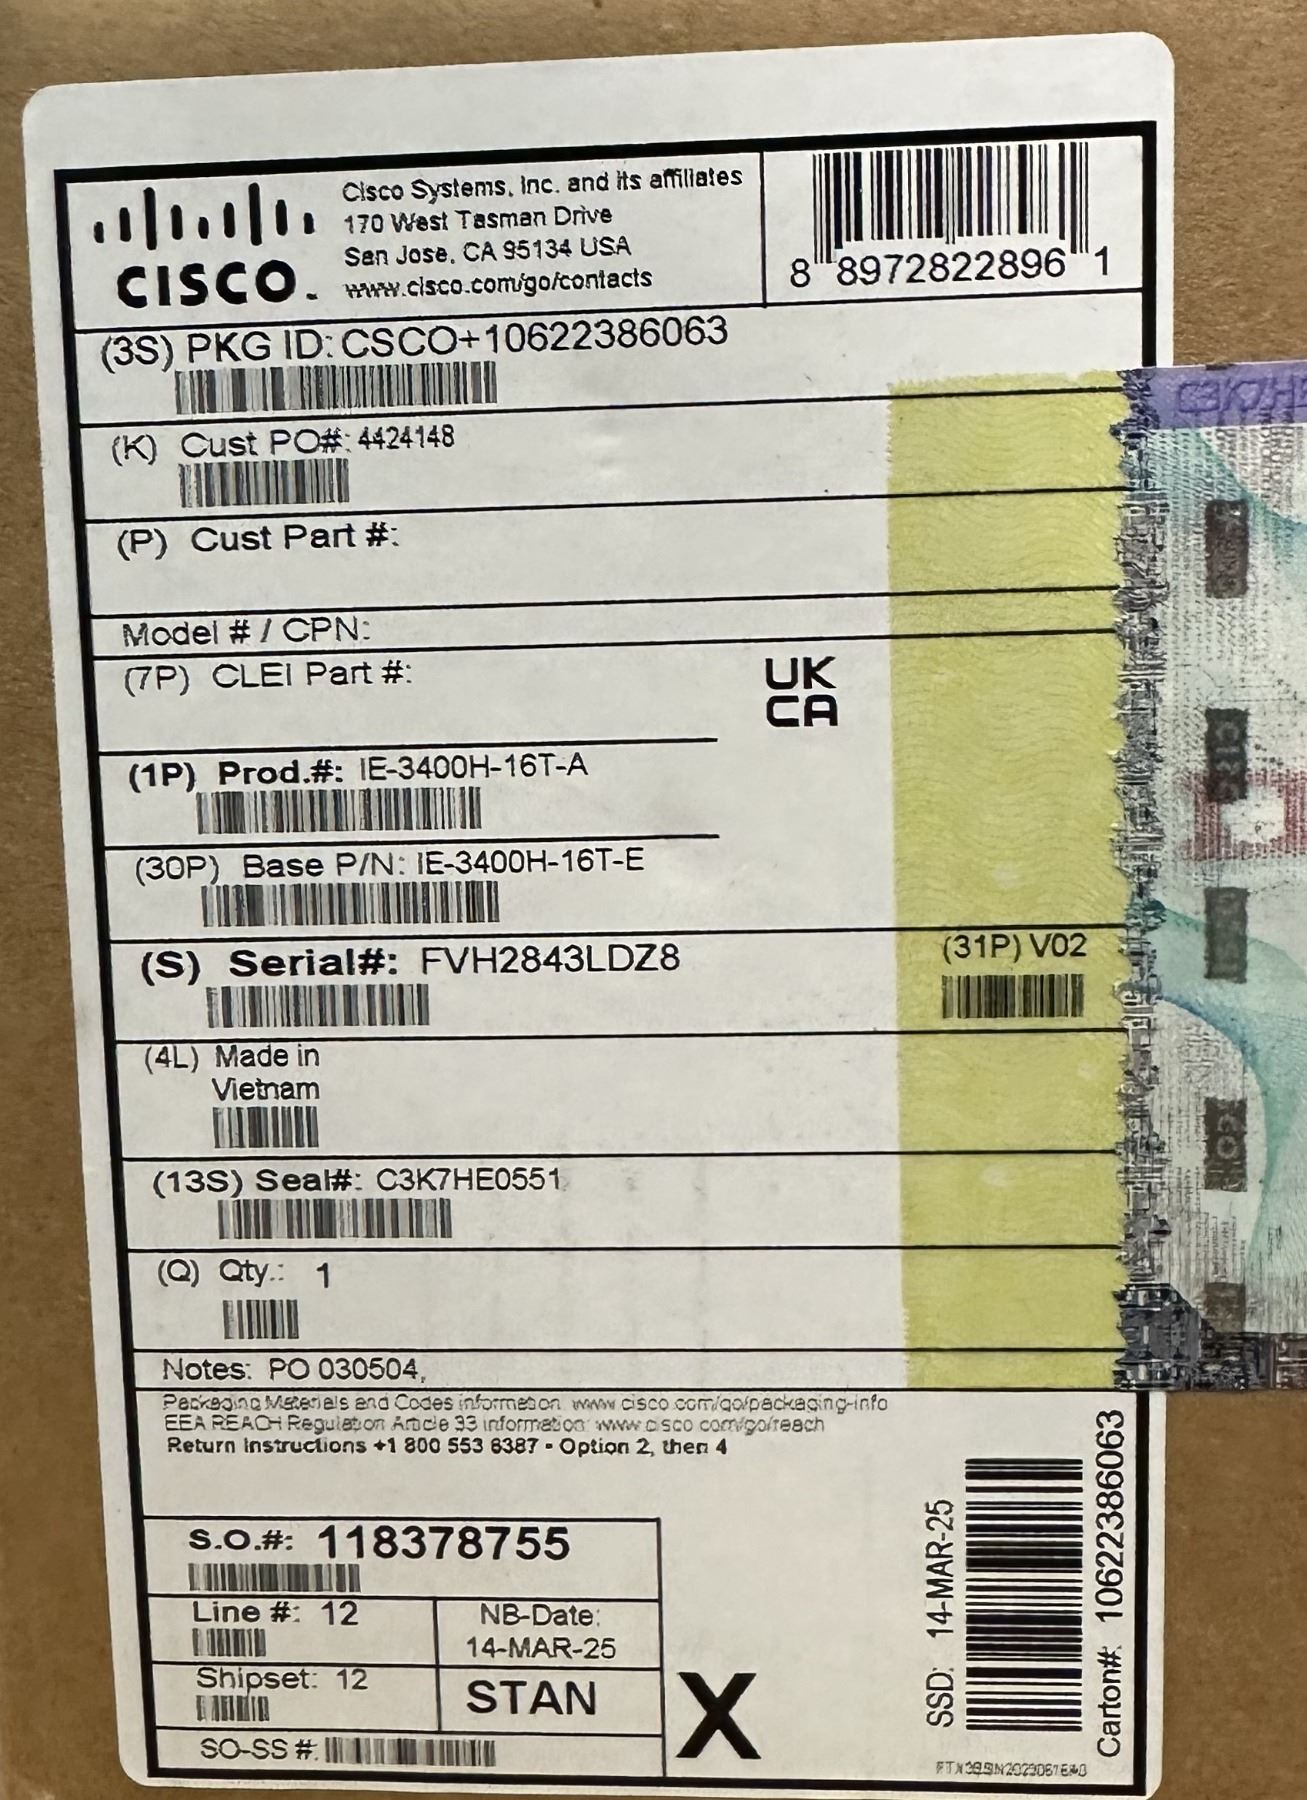 Cisco Systems, Inc. and its affiliates
170 West Tasman Drive
San Jose, CA 95134 USA
www.cisco.com/go/contacts
CISCO
8 8972822896 1
(3S) PKG ID: CSCO+10622386063
(K) Cust PO#: 4424148
(P) Cust Part #:
Model # / CPN:
(7P) CLEI Part #:
UK
CA
(1P) Prod.#: IE-3400H-16T-A
(30P) Base P/N: IE-3400H-16T-E
(S) Serial#: FVH2843LDZ8
(31P) V02
(4L) Made in
Vietnam
(13S) Seal#: C3K7HE0551
(Q) Qty.: 1
Notes: PO 030504,
Packaging Materials and Codes information: www.cisco.com/go/packaging-info
EEA REACH Regulation Article 33 information: www.cisco.com/go/reach
Return Instructions +1 800 553 6387 - Option 2, then 4
S.O.#: 118378755
Line #: 12
NB-Date:
14-MAR-25
Shipset: 12
STAN
SO-SS #:
X
SSD: 14-MAR-25
Carton#: 10622386063